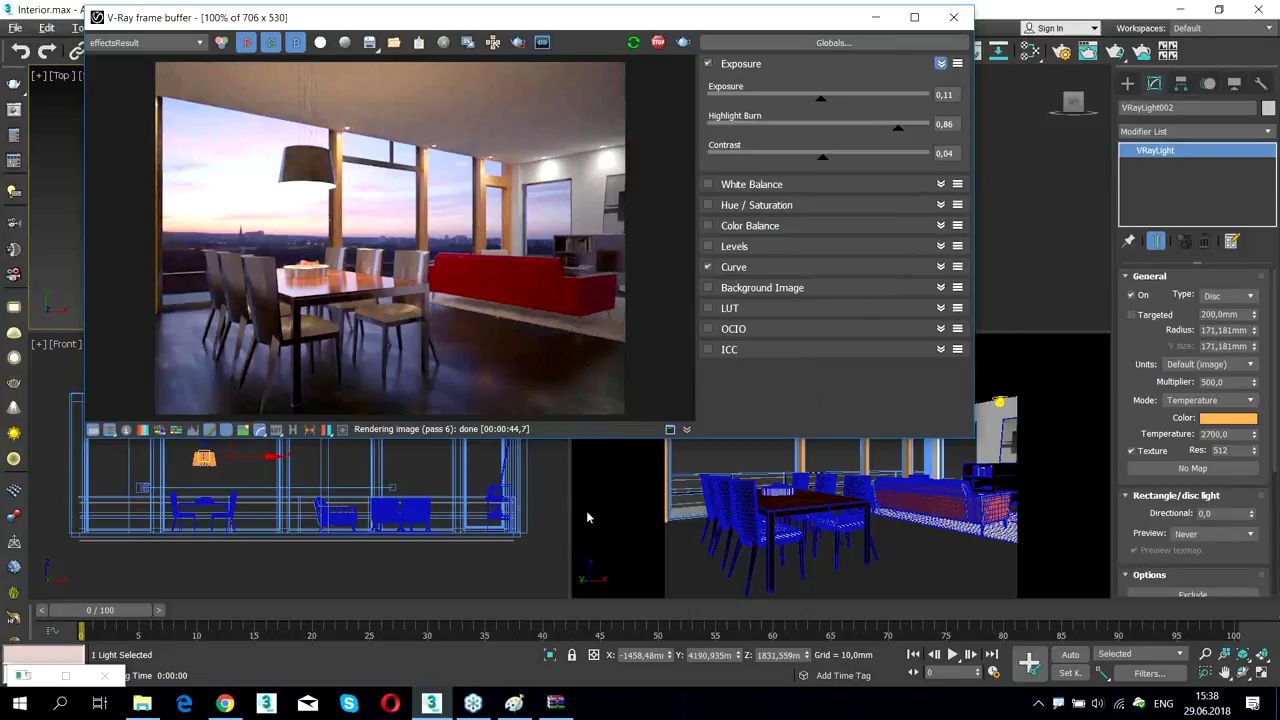 Interior.max
V-Ray frame buffer - [100% of 706 x 530]
Sign In
Workspaces: Default
File
Edit
effectsResult
Globals...
[+] [Top]
Exposure
Exposure
0,11
Highlight Burn
0,86
Contrast
0,04
White Balance
Hue / Saturation
Color Balance
Levels
Curve
Background Image
LUT
OCIO
ICC
VRayLight002
Modifier List
VRayLight
General
On
Type: Disc
Targeted
200,0mm
Radius: 171,181mm
V size: 171,181mm
Units: Default (image)
Multiplier: 500,0
Mode: Temperature
Color:
Temperature: 2700,0
Texture
Res: 512
No Map
Rectangle/disc light
Directional: 0,0
Preview: Never
Preview texmap
Options
Exclude
[+] [Front]
Rendering image (pass 6): done [00:00:44,7]
0 / 100
0 5 10 15 20 25 30 35 40 45 50 55 60 65 70 75 80 85 90 95 100
1 Light Selected
X: -1458,48m
Y: 4190,935m
Z: 1831,559m
Grid = 10,0mm
Auto
Selected
0
Time 0:00:00
Add Time Tag
Set K.
Filters...
ENG
15:38
29.06.2018